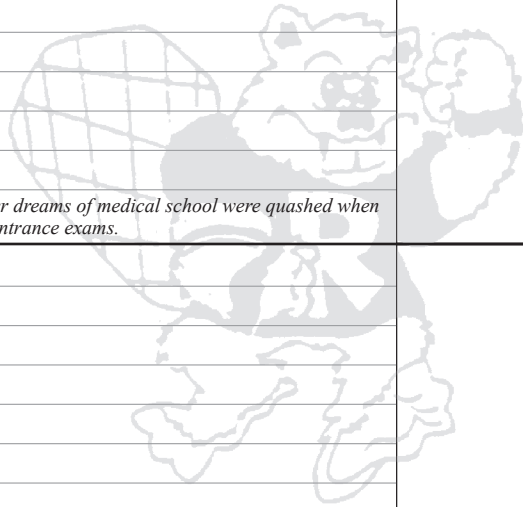 r dreams of medical school were quashed when
ntrance exams.